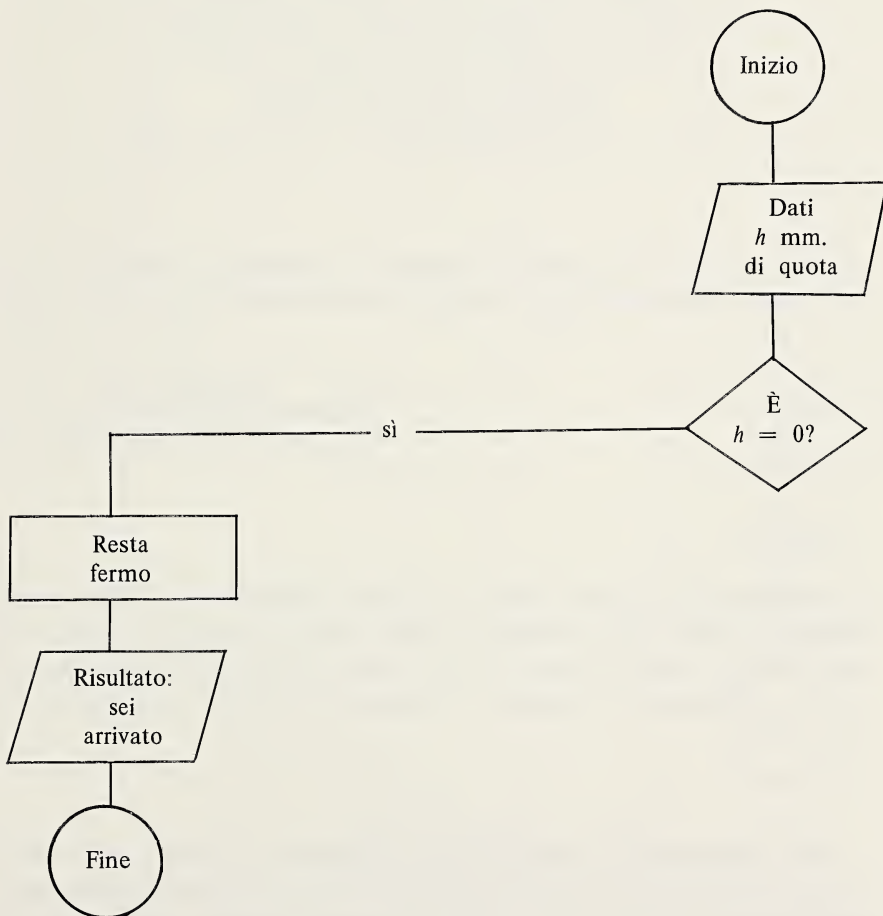 Inizio
Dati
h mm.
di quota
È
h = 0?
sì
Resta
fermo
Risultato:
sei
arrivato
Fine